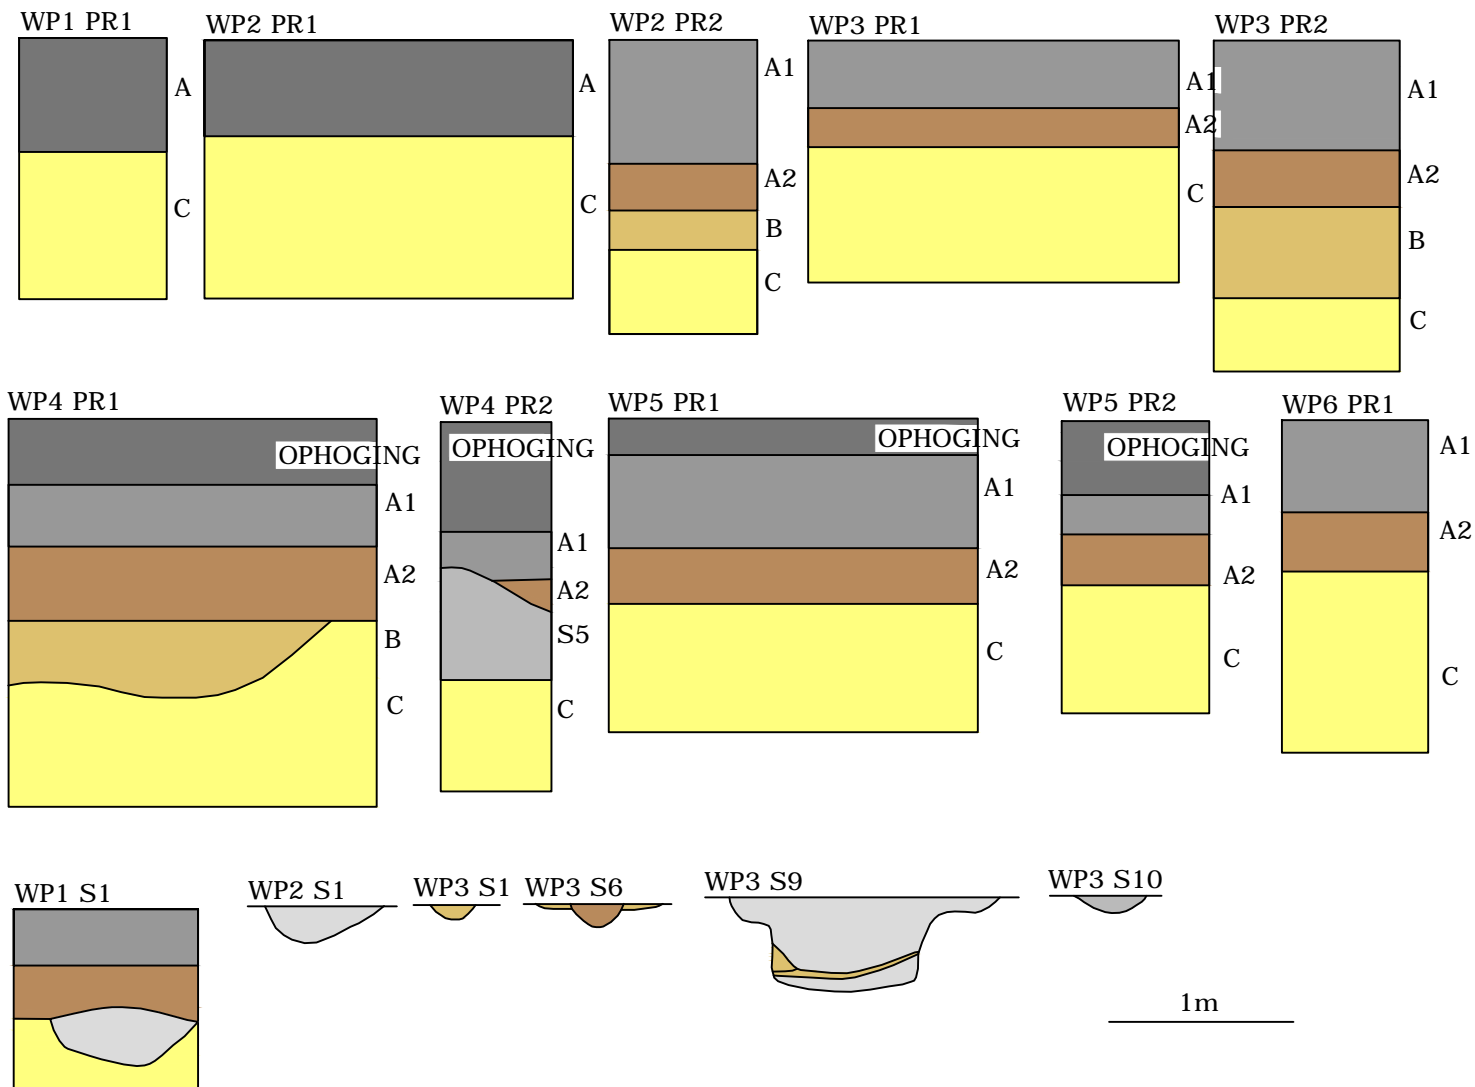 WP1 PR1
A
C
WP2 PR1
A
C
WP2 PR2
A1
A2
B
C
WP3 PR1
A1
A2
C
WP3 PR2
A1
A2
B
C
WP4 PR1
OPHOGING
A1
A2
B
C
WP4 PR2
OPHOGING
A1
A2
S5
C
WP5 PR1
OPHOGING
A1
A2
C
WP5 PR2
OPHOGING
A1
A2
C
WP6 PR1
A1
A2
C
WP1 S1
WP2 S1
WP3 S1
WP3 S6
WP3 S9
WP3 S10
1m